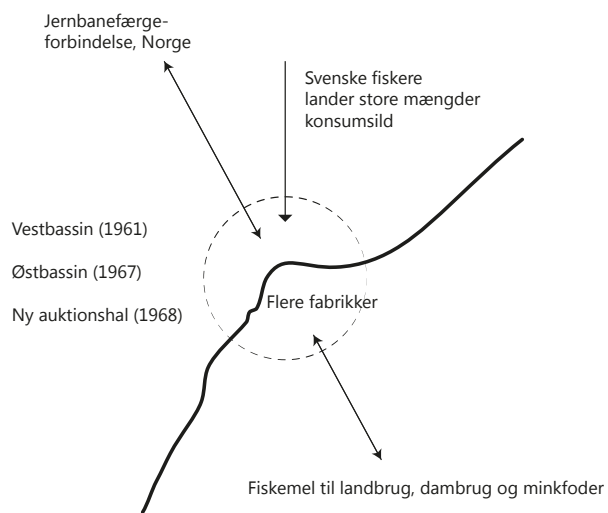 Jernbanefærge-
forbindelse, Norge
Svenske fiskere
lander store mængder
konsumsild
Vestbassin (1961)
Østbassin (1967)
Ny auktionshal (1968)
Flere fabrikker
Fiskemel til landbrug, dambrug og minkfoder